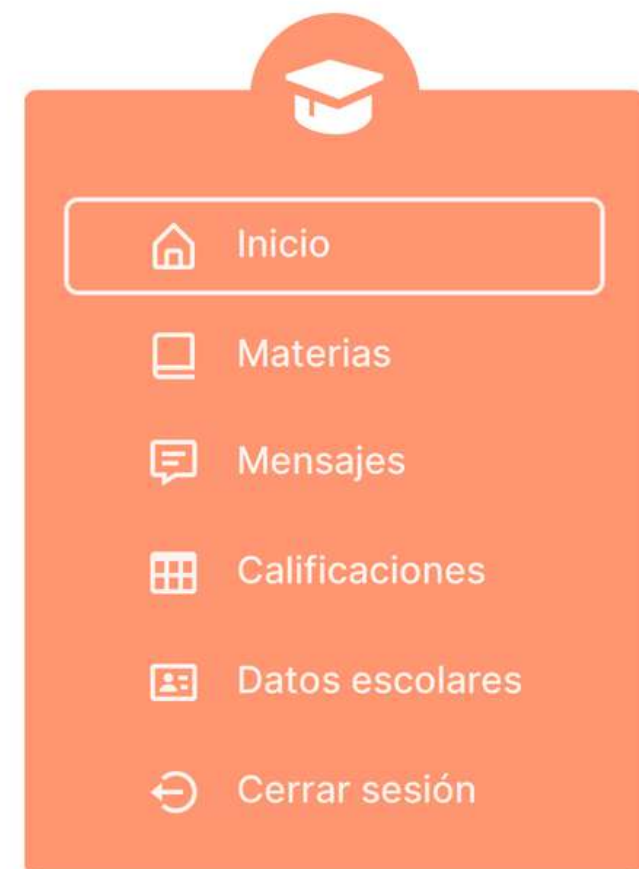 Inicio
Materias
Mensajes
Calificaciones
Datos escolares
Cerrar sesión